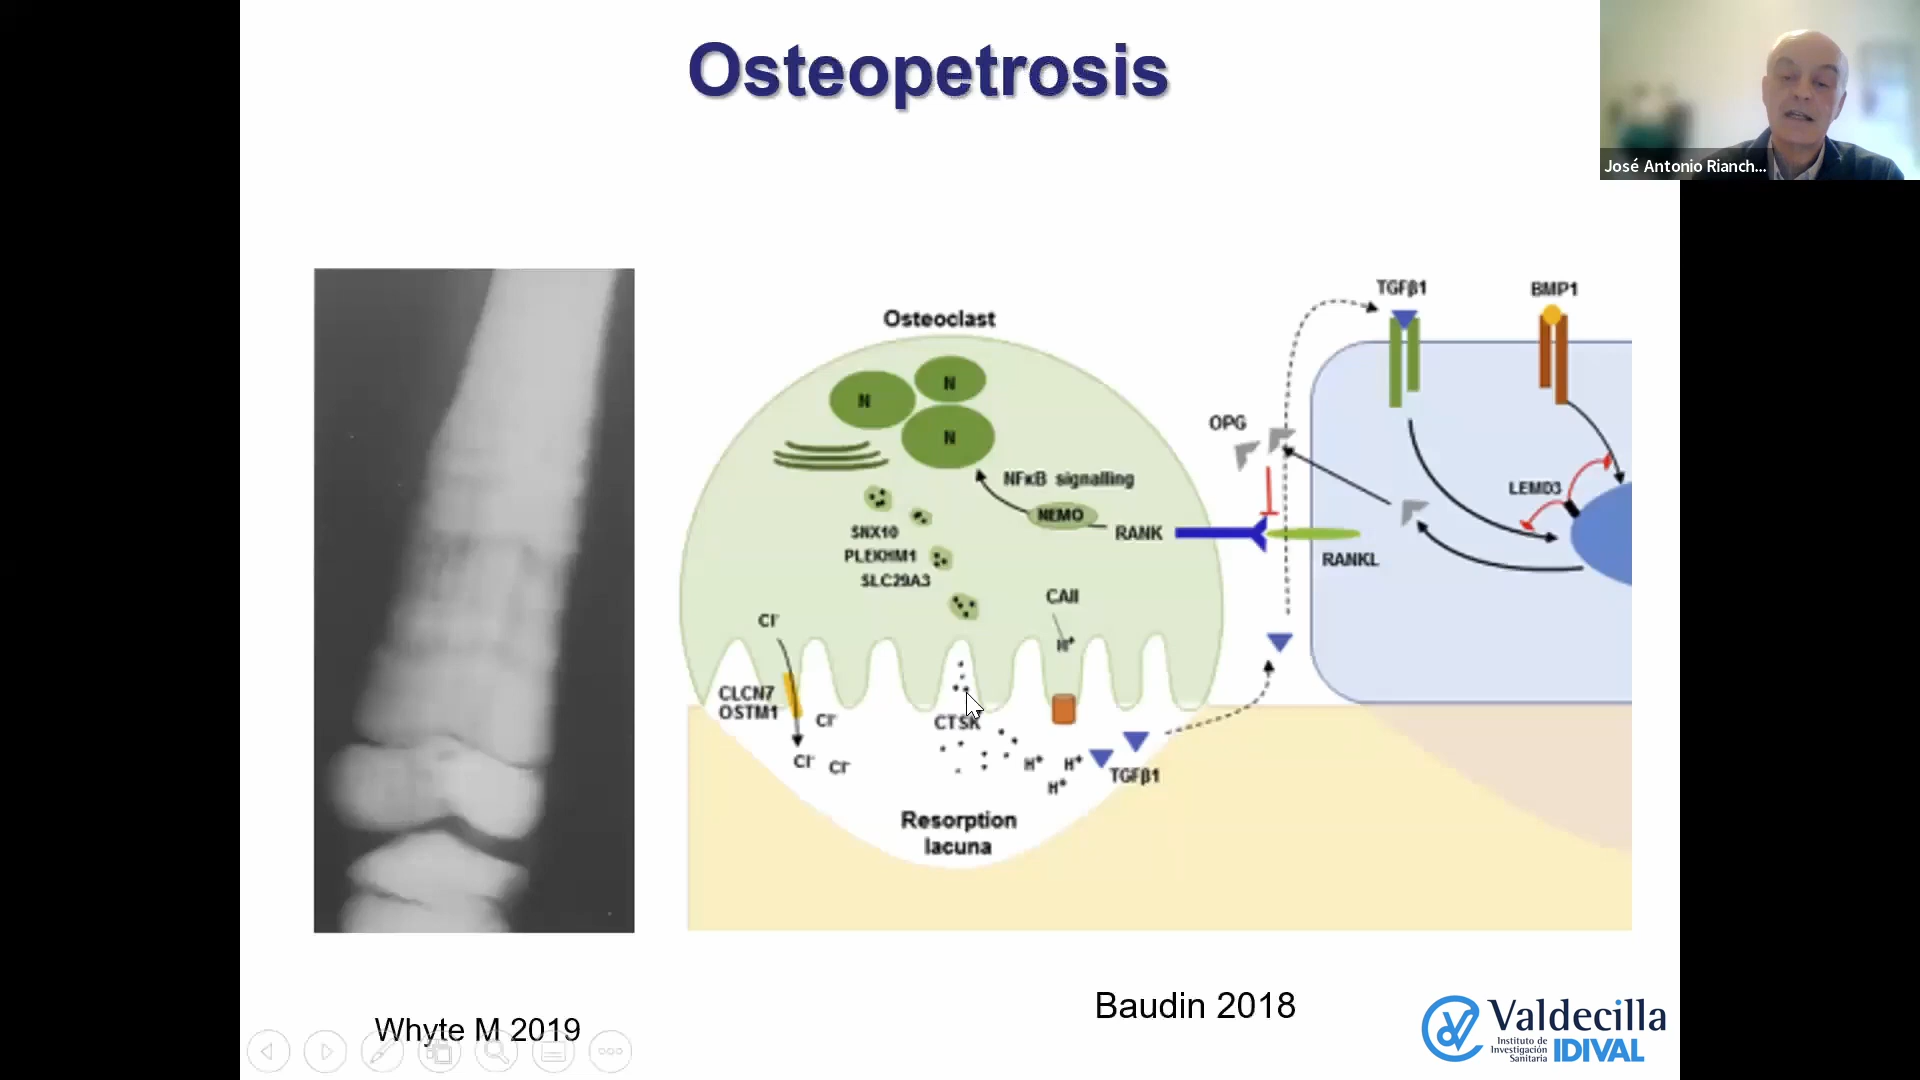 Osteopetrosis
José Antonio Rianch...
Osteoclast
N
N
N
NFκB signalling
NEMO
RANK
SNX10
PLEKHM1
SLC29A3
CAII
H⁺
Cl⁻
CLCN7
OSTM1
Cl⁻
Cl⁻
Cl⁻
CTSK
H⁺
H⁺
H⁺
TGFβ1
Resorption
lacuna
OPG
RANKL
TGFβ1
BMP1
LEMD3
Whyte M 2019
Baudin 2018
Valdecilla
Instituto de
Investigación
Sanitaria
IDIVAL